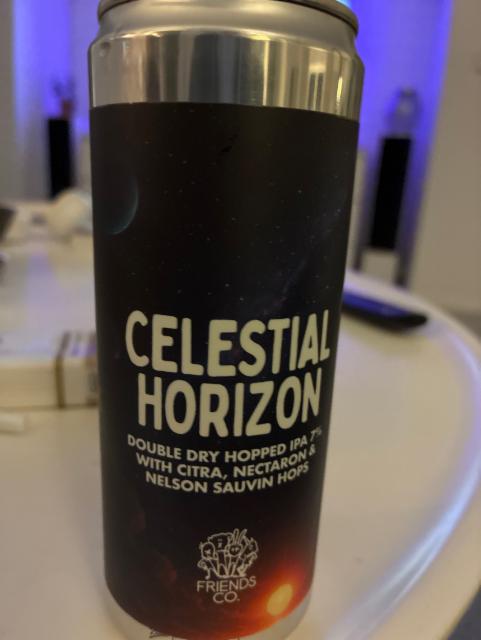 CELESTIAL
HORIZON
DOUBLE DRY HOPPED IPA 7%
WITH CITRA, NECTARON &
NELSON SAUVIN HOPS
FRIENDS
CO.